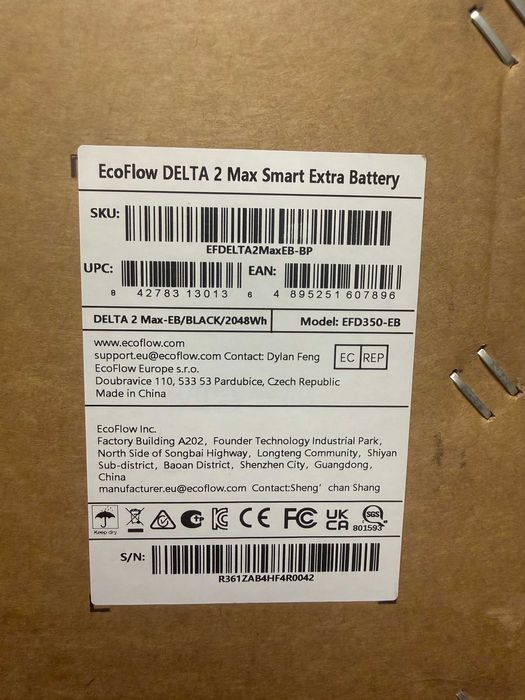 EcoFlow DELTA 2 Max Smart Extra Battery
SKU:
EFDELTA2MaxEB-BP
UPC: EAN:
8 42783 13013 6 4 895251 607896
DELTA 2 Max-EB/BLACK/2048Wh Model: EFD350-EB
www.ecoflow.com
support.eu@ecoflow.com Contact: Dylan Feng
EC REP
EcoFlow Europe s.r.o.
Doubravice 110, 533 53 Pardubice, Czech Republic
Made in China
EcoFlow Inc.
Factory Building A202, Founder Technology Industrial Park,
North Side of Songbai Highway, Longteng Community, Shiyan
Sub-district, Baoan District, Shenzhen City, Guangdong,
China
manufacturer.eu@ecoflow.com Contact:Sheng' chan Shang
Keep dry CE FC UK CA SGS 801593
S/N:
R361ZAB4HF4R0042